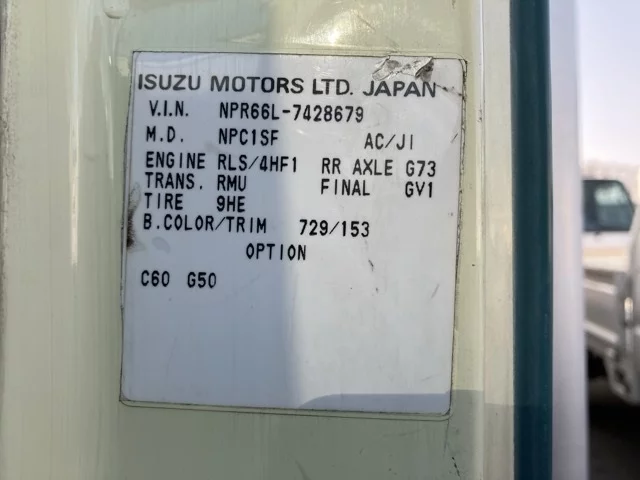 ISUZU MOTORS LTD. JAPAN
V.I.N. NPR66L-7428679
M.D. NPC1SF AC/JI
ENGINE RLS/4HF1 RR AXLE G73
TRANS. RMU FINAL GV1
TIRE 9HE
B.COLOR/TRIM 729/153
OPTION
C60 G50